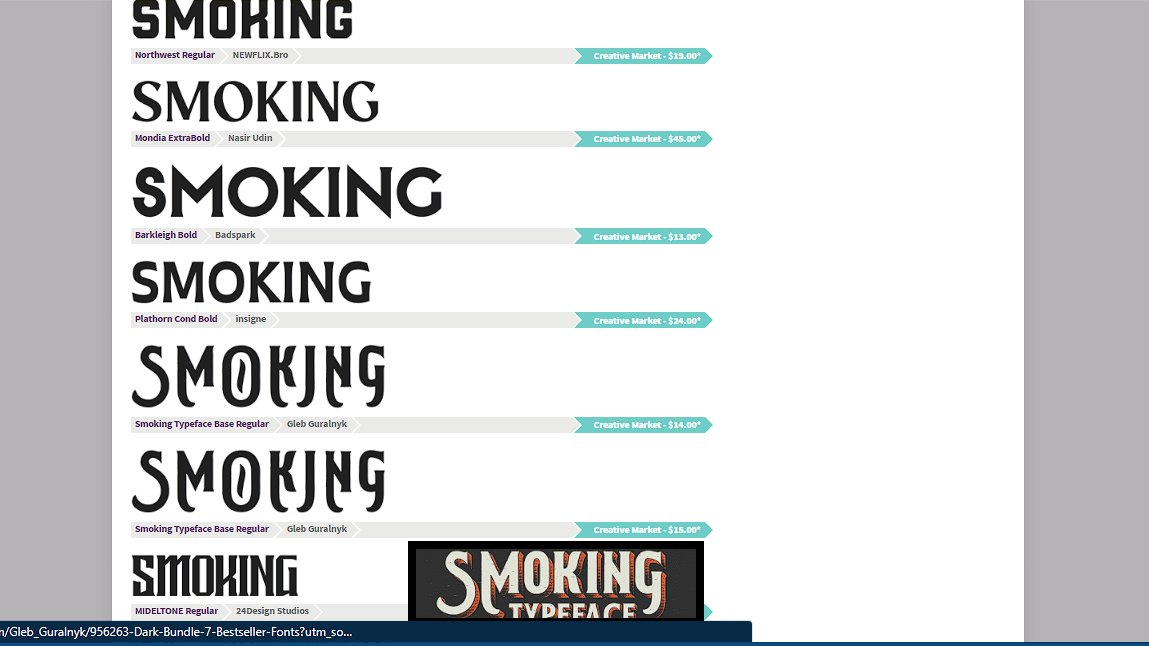 SMOKING
Northwest Regular NEWFLIX.Bro Creative Market - $19.00*
SMOKING
Mondia ExtraBold Nasir Udin Creative Market - $45.00*
SMOKING
Barkleigh Bold Badspark Creative Market - $13.00*
SMOKING
Plathorn Cond Bold insigne Creative Market - $24.00*
SMOKING
Smoking Typeface Base Regular Gleb Guralnyk Creative Market - $14.00*
SMOKING
Smoking Typeface Base Regular Gleb Guralnyk Creative Market - $15.00*
SMOKING
SMOKING
TYPEFACE
MIDELTONE Regular 24Design Studios
n/Gleb_Guralnyk/956263-Dark-Bundle-7-Bestseller-Fonts?utm_so...